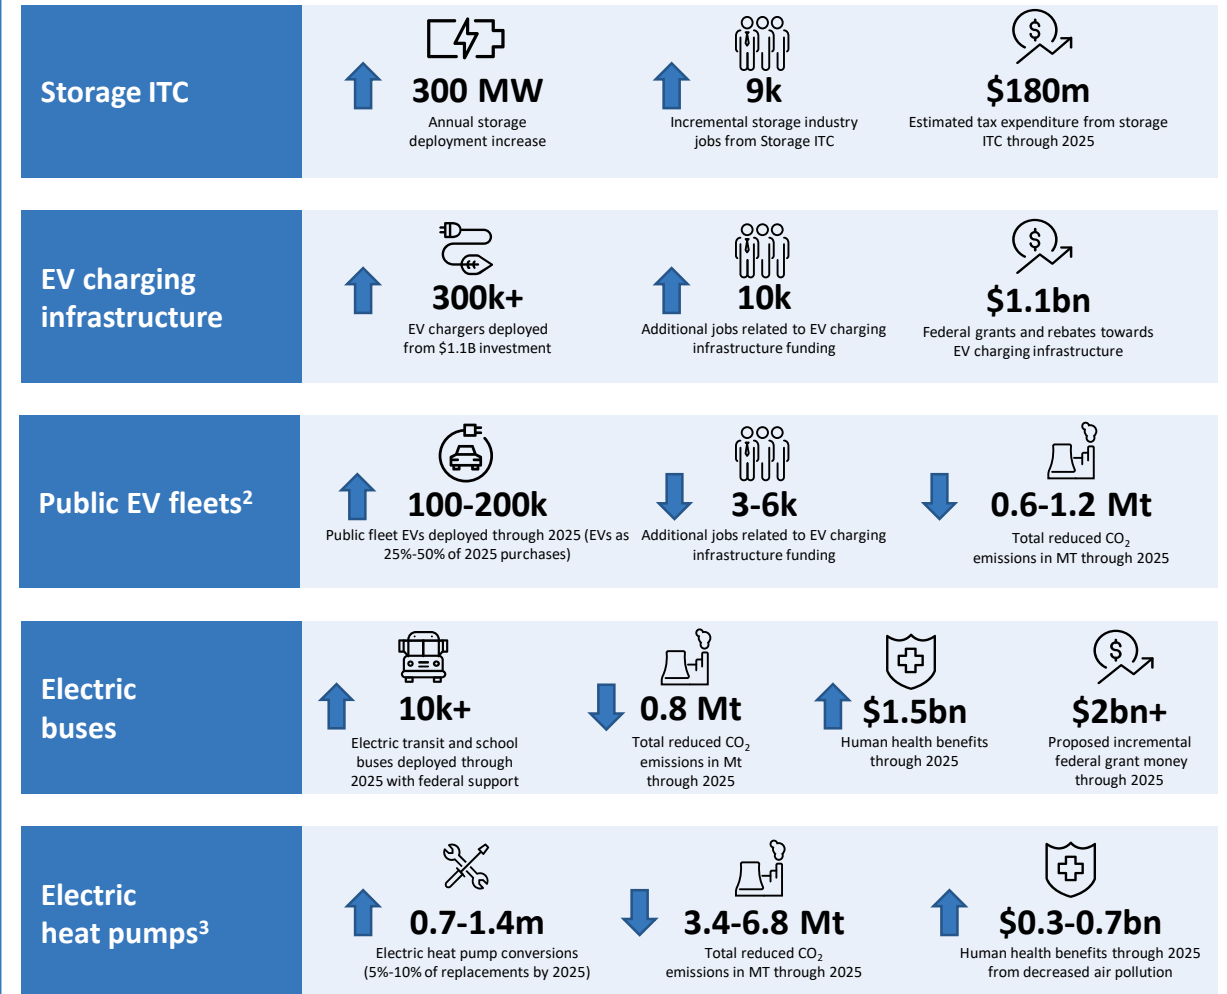 Storage ITC
300 MW
Annual storage
deployment increase
9k
Incremental storage industry
jobs from Storage ITC
$
$180m
Estimated tax expenditure from storage
ITC through 2025
EV charging
infrastructure
300k+
EV chargers deployed
from $1.1B investment
10k
Additional jobs related to EV charging
infrastructure funding
$
$1.1bn
Federal grants and rebates towards
EV charging infrastructure
Public EV fleets²
100-200k
Public fleet EVs deployed through 2025 (EVs as
25%-50% of 2025 purchases)
3-6k
Additional jobs related to EV charging
infrastructure funding
0.6-1.2 Mt
Total reduced CO₂
emissions in MT through 2025
Electric
buses
10k+
Electric transit and school
buses deployed through
2025 with federal support
0.8 Mt
Total reduced CO₂
emissions in Mt
through 2025
$1.5bn
Human health benefits
through 2025
$
$2bn+
Proposed incremental
federal grant money
through 2025
Electric
heat pumps³
0.7-1.4m
Electric heat pump conversions
(5%-10% of replacements by 2025)
3.4-6.8 Mt
Total reduced CO₂
emissions in MT through 2025
$0.3-0.7bn
Human health benefits through 2025
from decreased air pollution